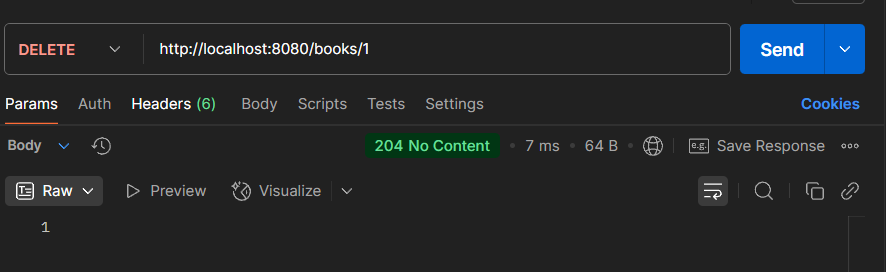 DELETE http://localhost:8080/books/1 Send
Params Auth Headers (6) Body Scripts Tests Settings Cookies
Body 204 No Content • 7 ms • 64 B e.g. Save Response
Raw Preview Visualize
1